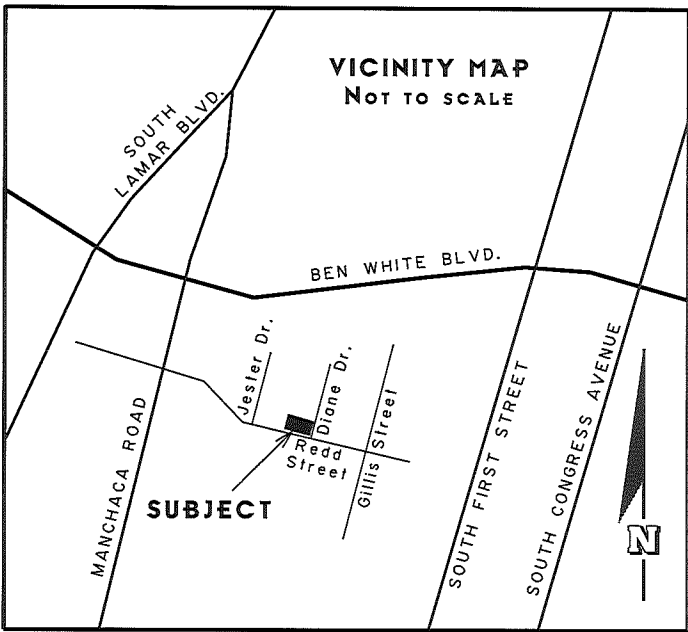 VICINITY MAP
NOT TO SCALE
SOUTH
LAMAR BLVD.
BEN WHITE BLVD.
Jester Dr.
Diane Dr.
Gillis Street
Redd
Street
SUBJECT
MANCHACA ROAD
SOUTH FIRST STREET
SOUTH CONGRESS AVENUE
N